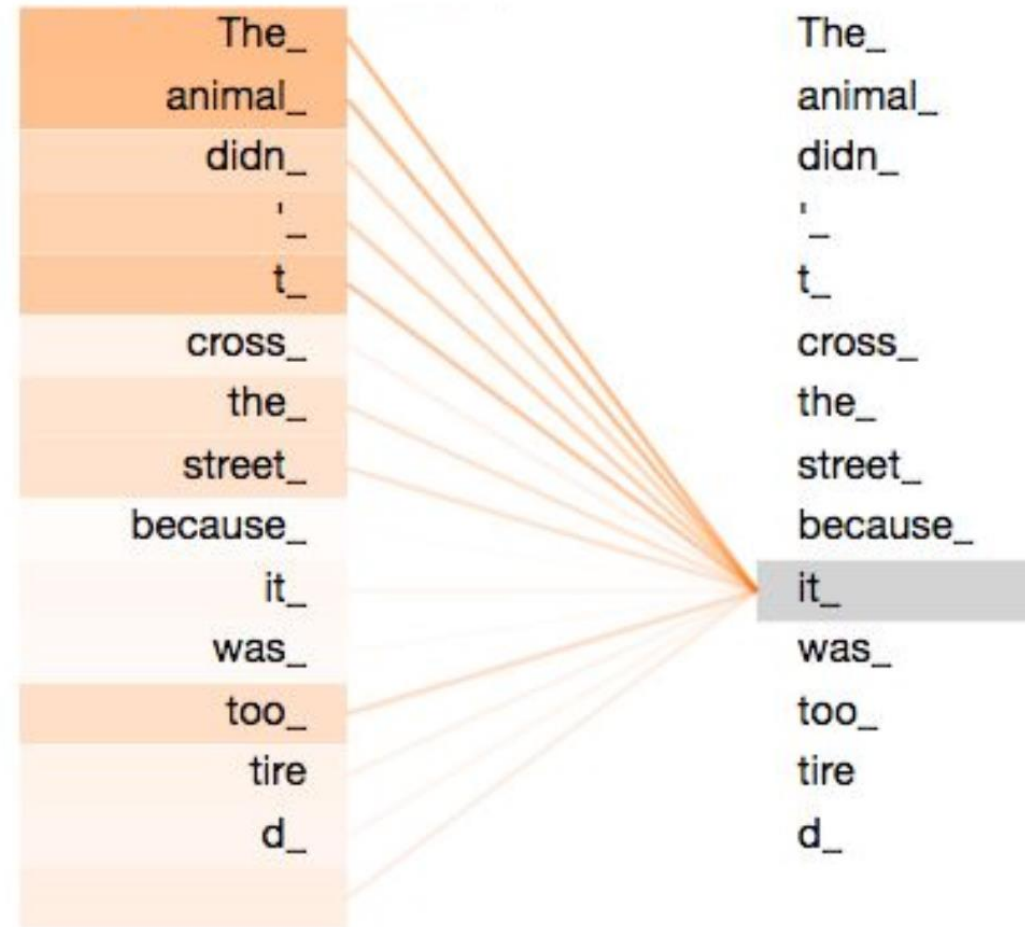 The_ The_
animal_ animal_
didn_ didn_
'_ '_
t_ t_
cross_ cross_
the_ the_
street_ street_
because_ because_
it_ it_
was_ was_
too_ too_
tire tire
d_ d_